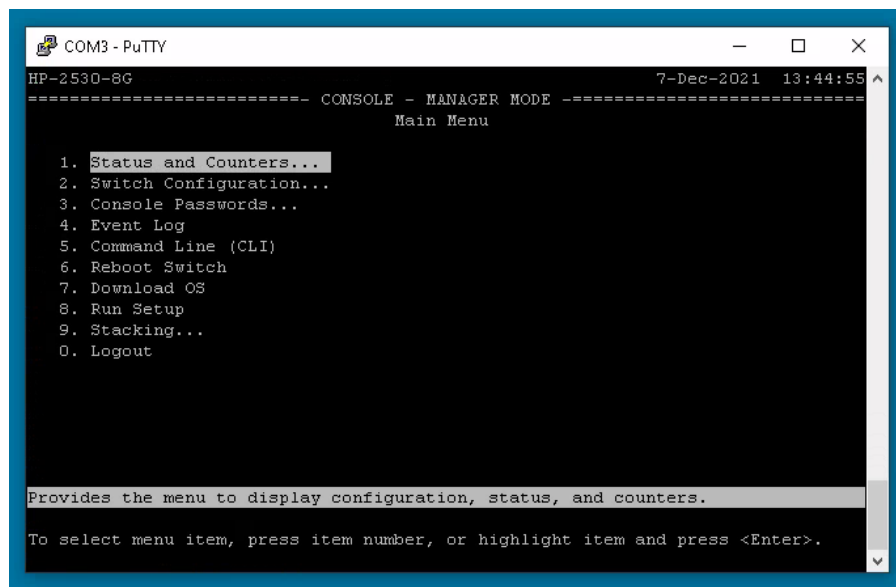 COM3 - PuTTY
HP-2530-8G 7-Dec-2021 13:44:55
==========================- CONSOLE - MANAGER MODE -============================
Main Menu
1. Status and Counters...
2. Switch Configuration...
3. Console Passwords...
4. Event Log
5. Command Line (CLI)
6. Reboot Switch
7. Download OS
8. Run Setup
9. Stacking...
0. Logout
Provides the menu to display configuration, status, and counters.
To select menu item, press item number, or highlight item and press <Enter>.